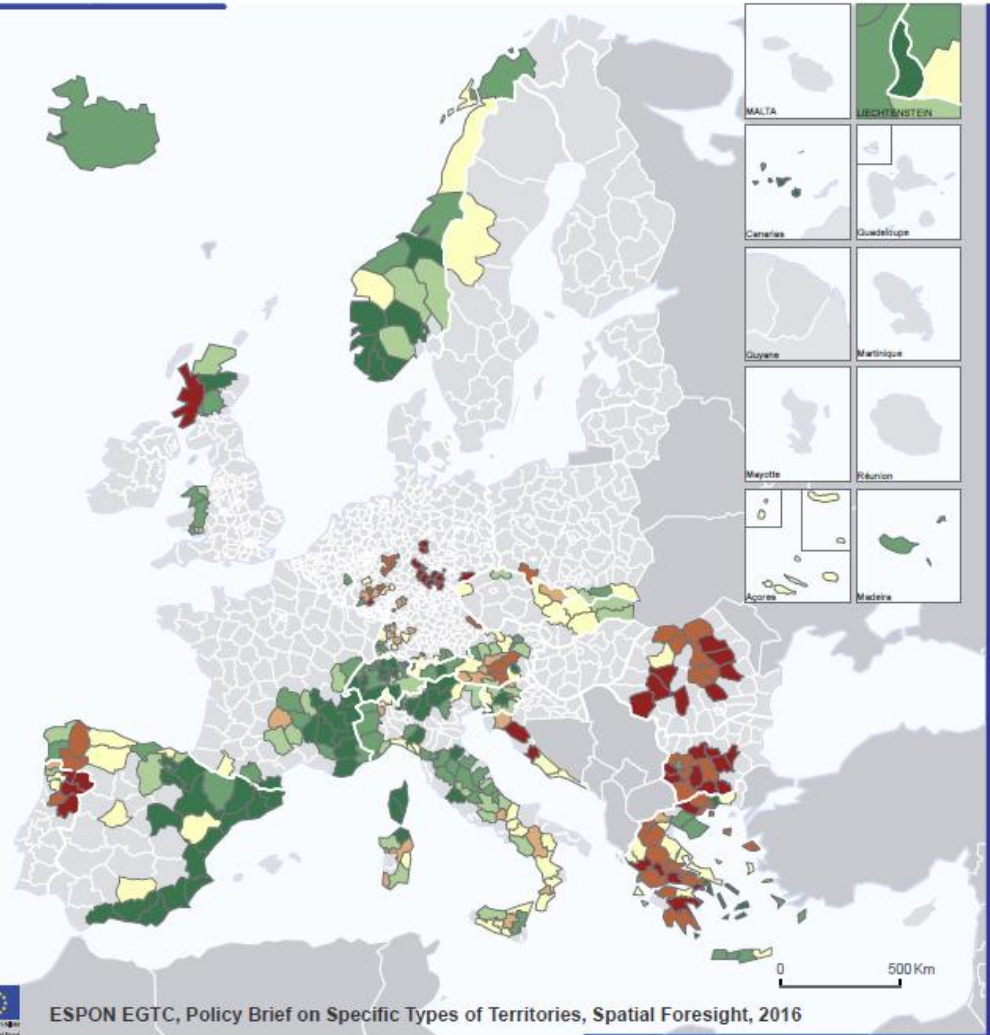 MALTA
LIECHTENSTEIN
Canaries
Guadeloupe
Guyane
Martinique
Mayotte
Réunion
Açores
Madeira
0 500 Km
ESPON EGTC, Policy Brief on Specific Types of Territories, Spatial Foresight, 2016